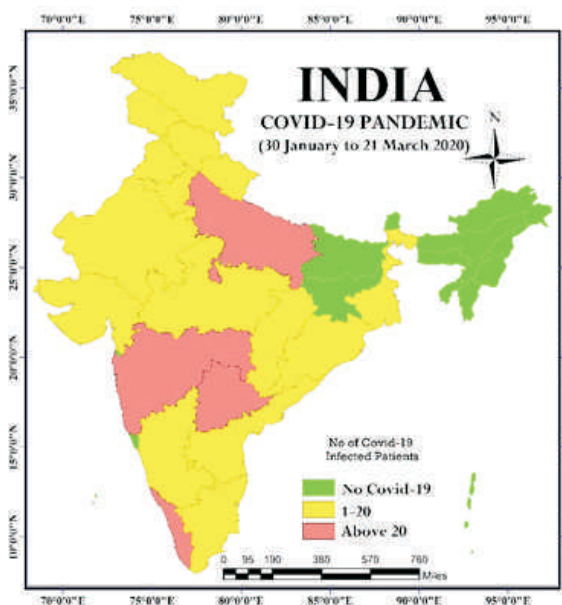 70°0'0"E 75°0'0"E 80°0'0"E 85°0'0"E 90°0'0"E 95°0'0"E
INDIA
COVID-19 PANDEMIC
(30 January to 21 March 2020)
N
35°0'0"N
30°0'0"N
25°0'0"N
20°0'0"N
15°0'0"N
10°0'0"N
No of Covid-19
Infected Patients
No Covid-19
1-20
Above 20
0 95 190 380 570 760
Miles
70°0'0"E 75°0'0"E 80°0'0"E 85°0'0"E 90°0'0"E 95°0'0"E